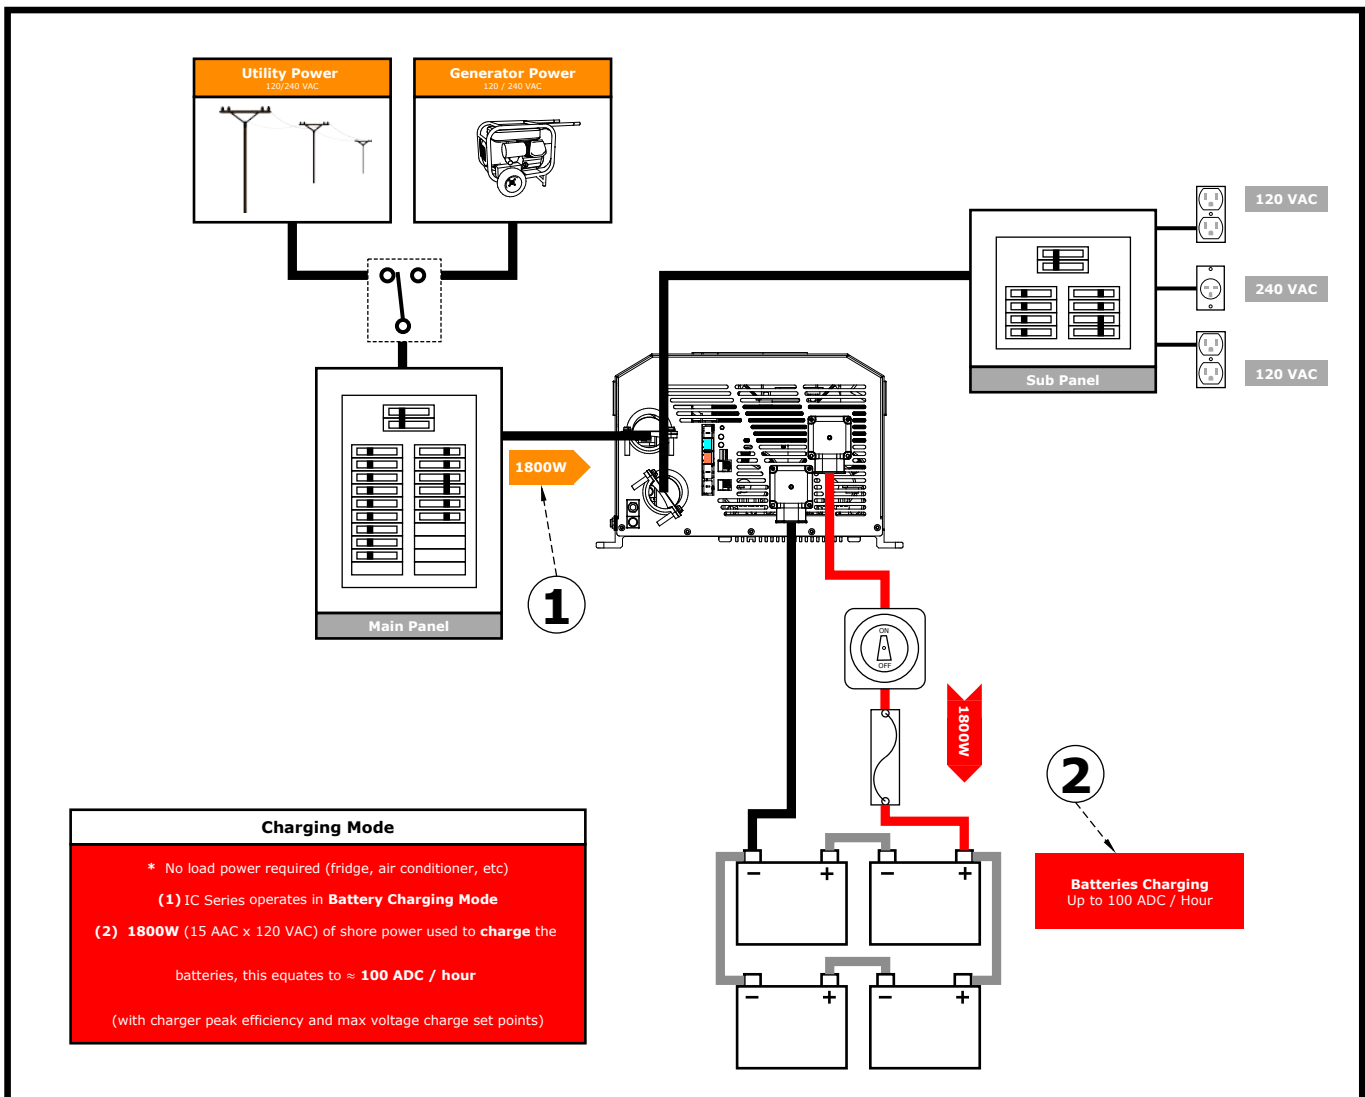 Utility Power
120/240 VAC
Generator Power
120 / 240 VAC
120 VAC
240 VAC
120 VAC
Sub Panel
1800W
1
Main Panel
ON
OFF
1800W
2
Charging Mode
* No load power required (fridge, air conditioner, etc)
(1) IC Series operates in Battery Charging Mode
(2) 1800W (15 AAC x 120 VAC) of shore power used to charge the
batteries, this equates to ≈ 100 ADC / hour
(with charger peak efficiency and max voltage charge set points)
Batteries Charging
Up to 100 ADC / Hour
− + − +
− + − +